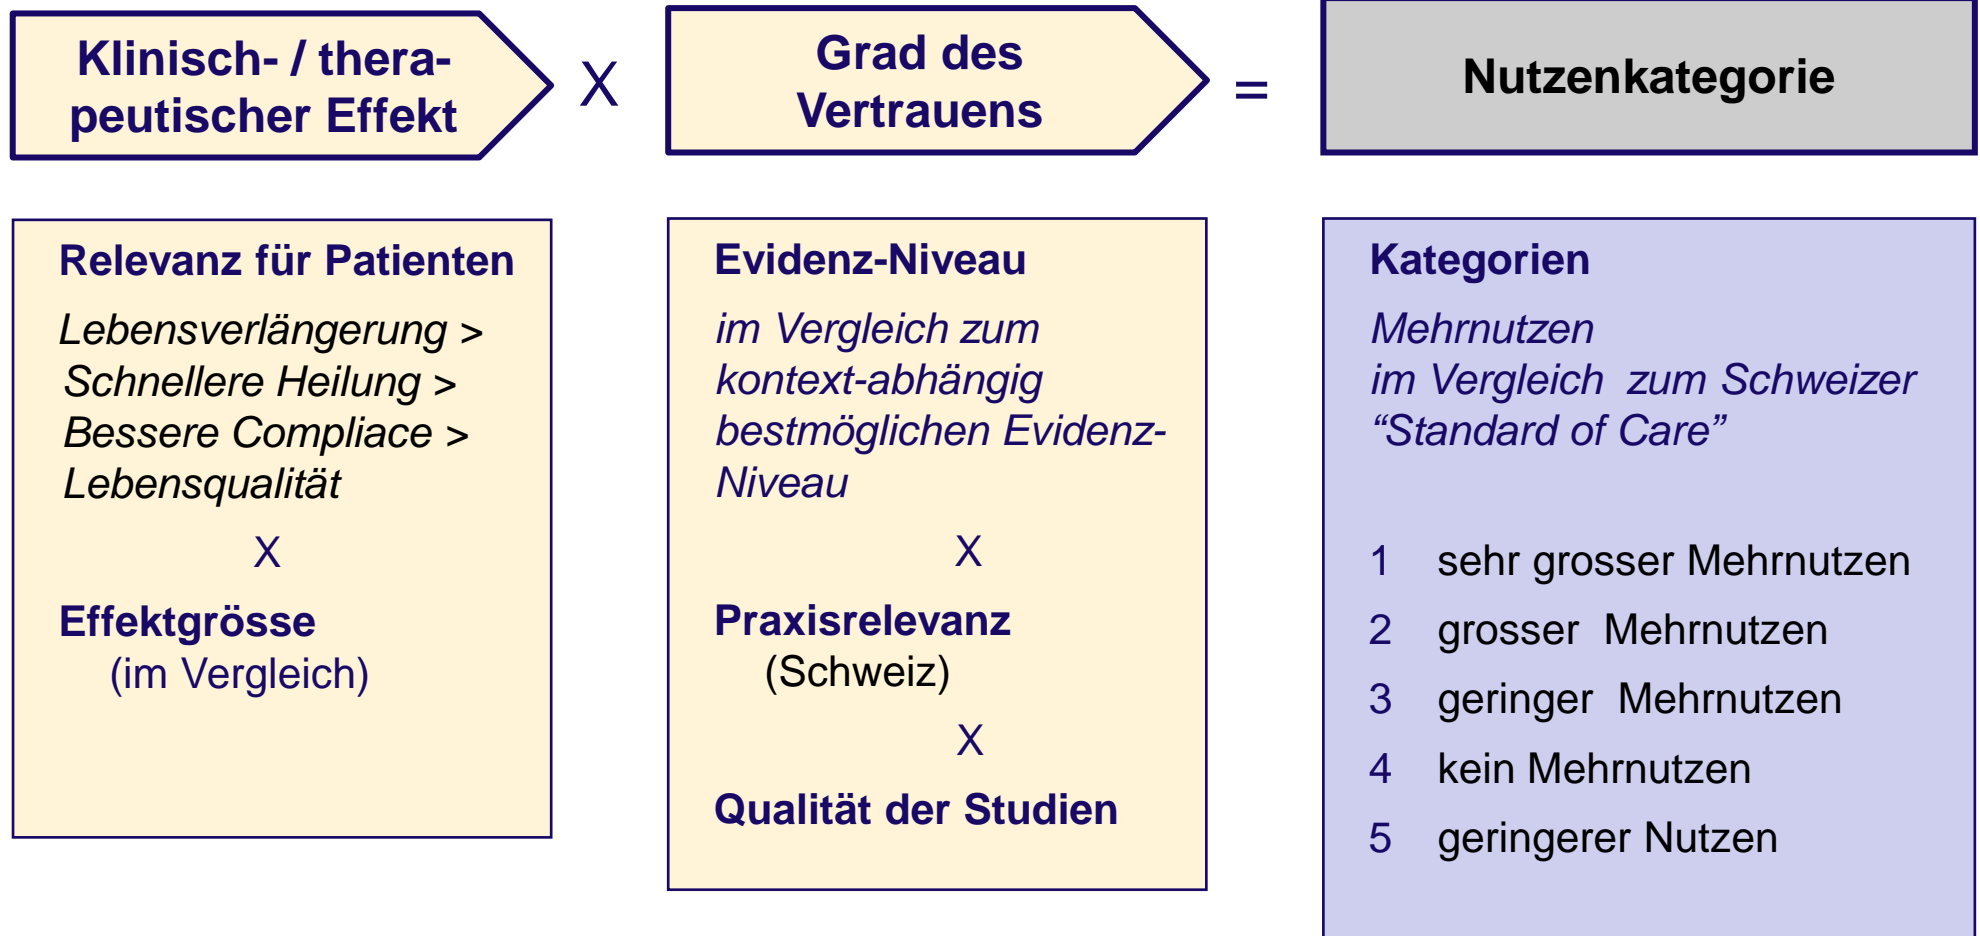 Klinisch- / thera-
peutischer Effekt
X
Grad des
Vertrauens
=
Nutzenkategorie
Relevanz für Patienten
Lebensverlängerung >
Schnellere Heilung >
Bessere Compliace >
Lebensqualität
X
Effektgrösse
(im Vergleich)
Evidenz-Niveau
im Vergleich zum
kontext-abhängig
bestmöglichen Evidenz-
Niveau
X
Praxisrelevanz
(Schweiz)
X
Qualität der Studien
Kategorien
Mehrnutzen
im Vergleich zum Schweizer
“Standard of Care”
1 sehr grosser Mehrnutzen
2 grosser Mehrnutzen
3 geringer Mehrnutzen
4 kein Mehrnutzen
5 geringerer Nutzen